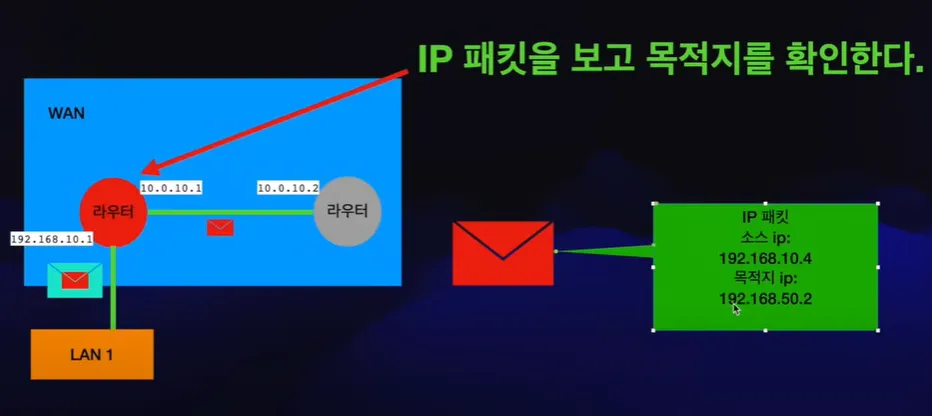 IP 패킷을 보고 목적지를 확인한다.
WAN
10.0.10.1
10.0.10.2
라우터
라우터
192.168.10.1
LAN 1
IP 패킷
소스 ip:
192.168.10.4
목적지 ip:
192.168.50.2